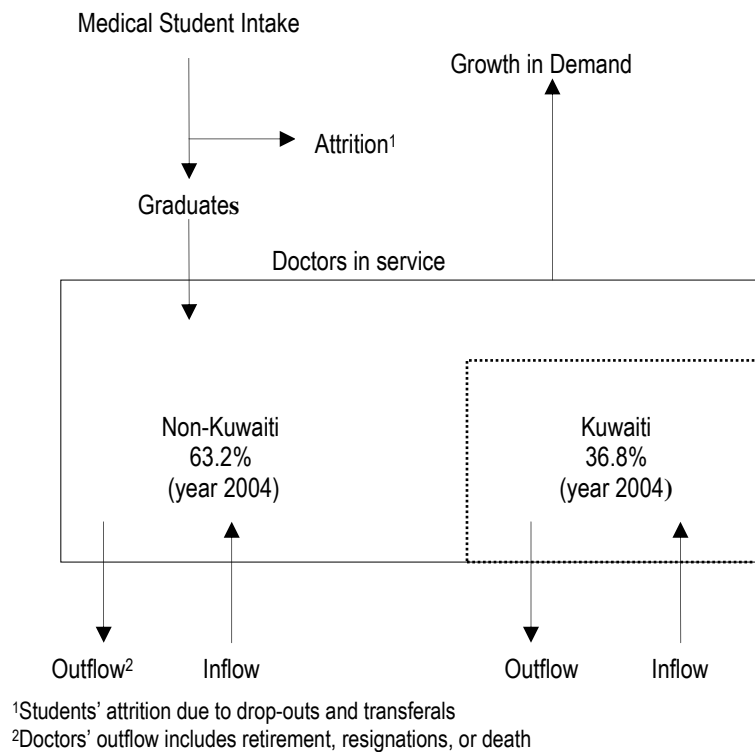 Medical Student Intake
Growth in Demand
Attrition¹
Graduates
Doctors in service
Non-Kuwaiti
63.2%
(year 2004)
Kuwaiti
36.8%
(year 2004)
Outflow²
Inflow
Outflow
Inflow
¹Students’ attrition due to drop-outs and transferals
²Doctors’ outflow includes retirement, resignations, or death